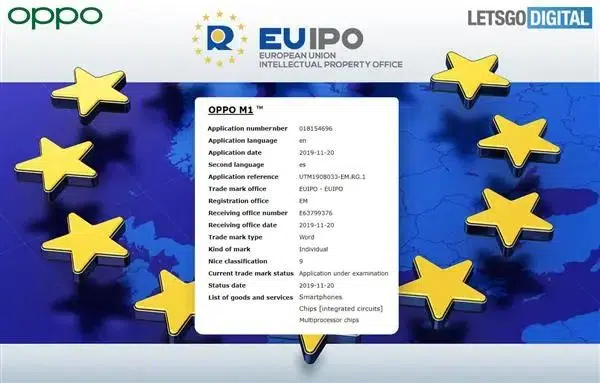 oppo
EUIPO
EUROPEAN UNION
INTELLECTUAL PROPERTY OFFICE
LETSGODIGITAL
OPPO M1 ™
Application numbernber 018154696
Application language en
Application date 2019-11-20
Second language es
Application reference UTM1908033-EM.RG.1
Trade mark office EUIPO - EUIPO
Registration office EM
Receiving office number E63799376
Receiving office date 2019-11-20
Trade mark type Word
Kind of mark Individual
Nice classification 9
Current trade mark status Application under examination
Status date 2019-11-20
List of goods and services Smartphones
Chips [integrated circuits]
Multiprocessor chips